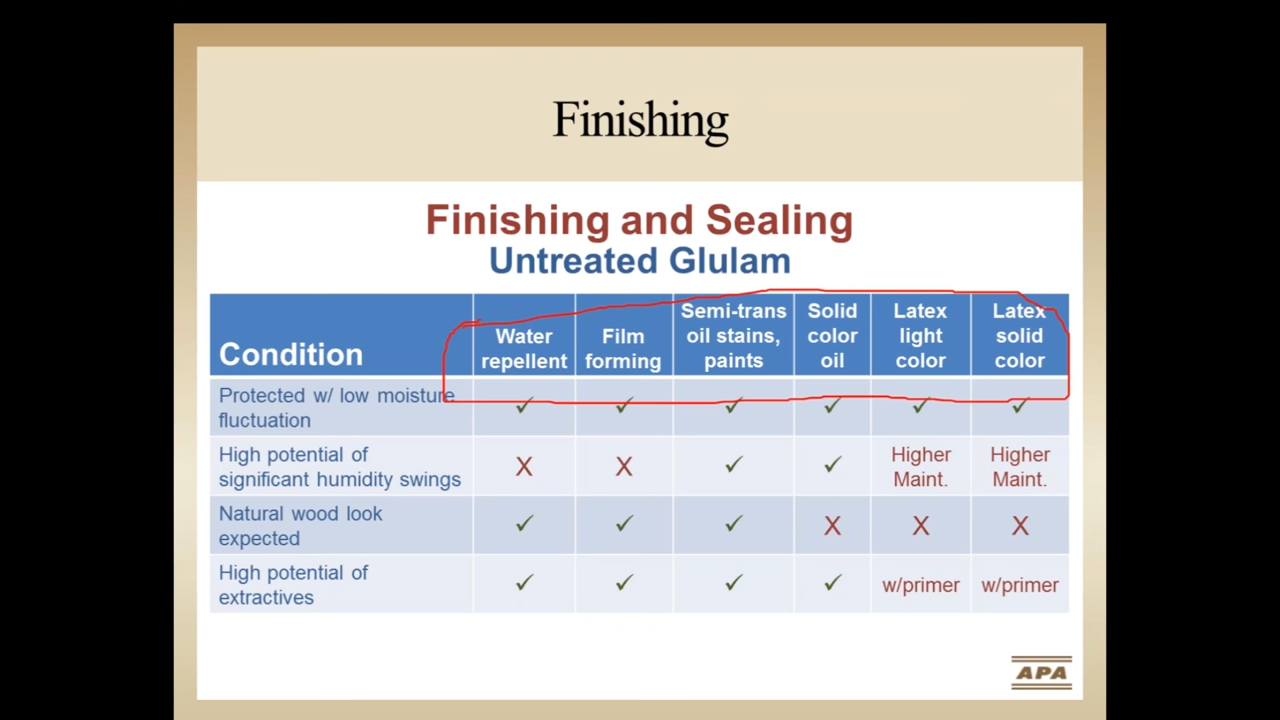 Finishing
Finishing and Sealing
Untreated Glulam
Condition
Water
repellent
Film
forming
Semi-trans
oil stains,
paints
Solid
color
oil
Latex
light
color
Latex
solid
color
Protected w/ low moisture
fluctuation
✓ ✓ ✓ ✓ ✓ ✓
High potential of
significant humidity swings
X X ✓ ✓
Higher
Maint.
Higher
Maint.
Natural wood look
expected
✓ ✓ ✓ X X X
High potential of
extractives
✓ ✓ ✓ ✓ w/primer w/primer
APA